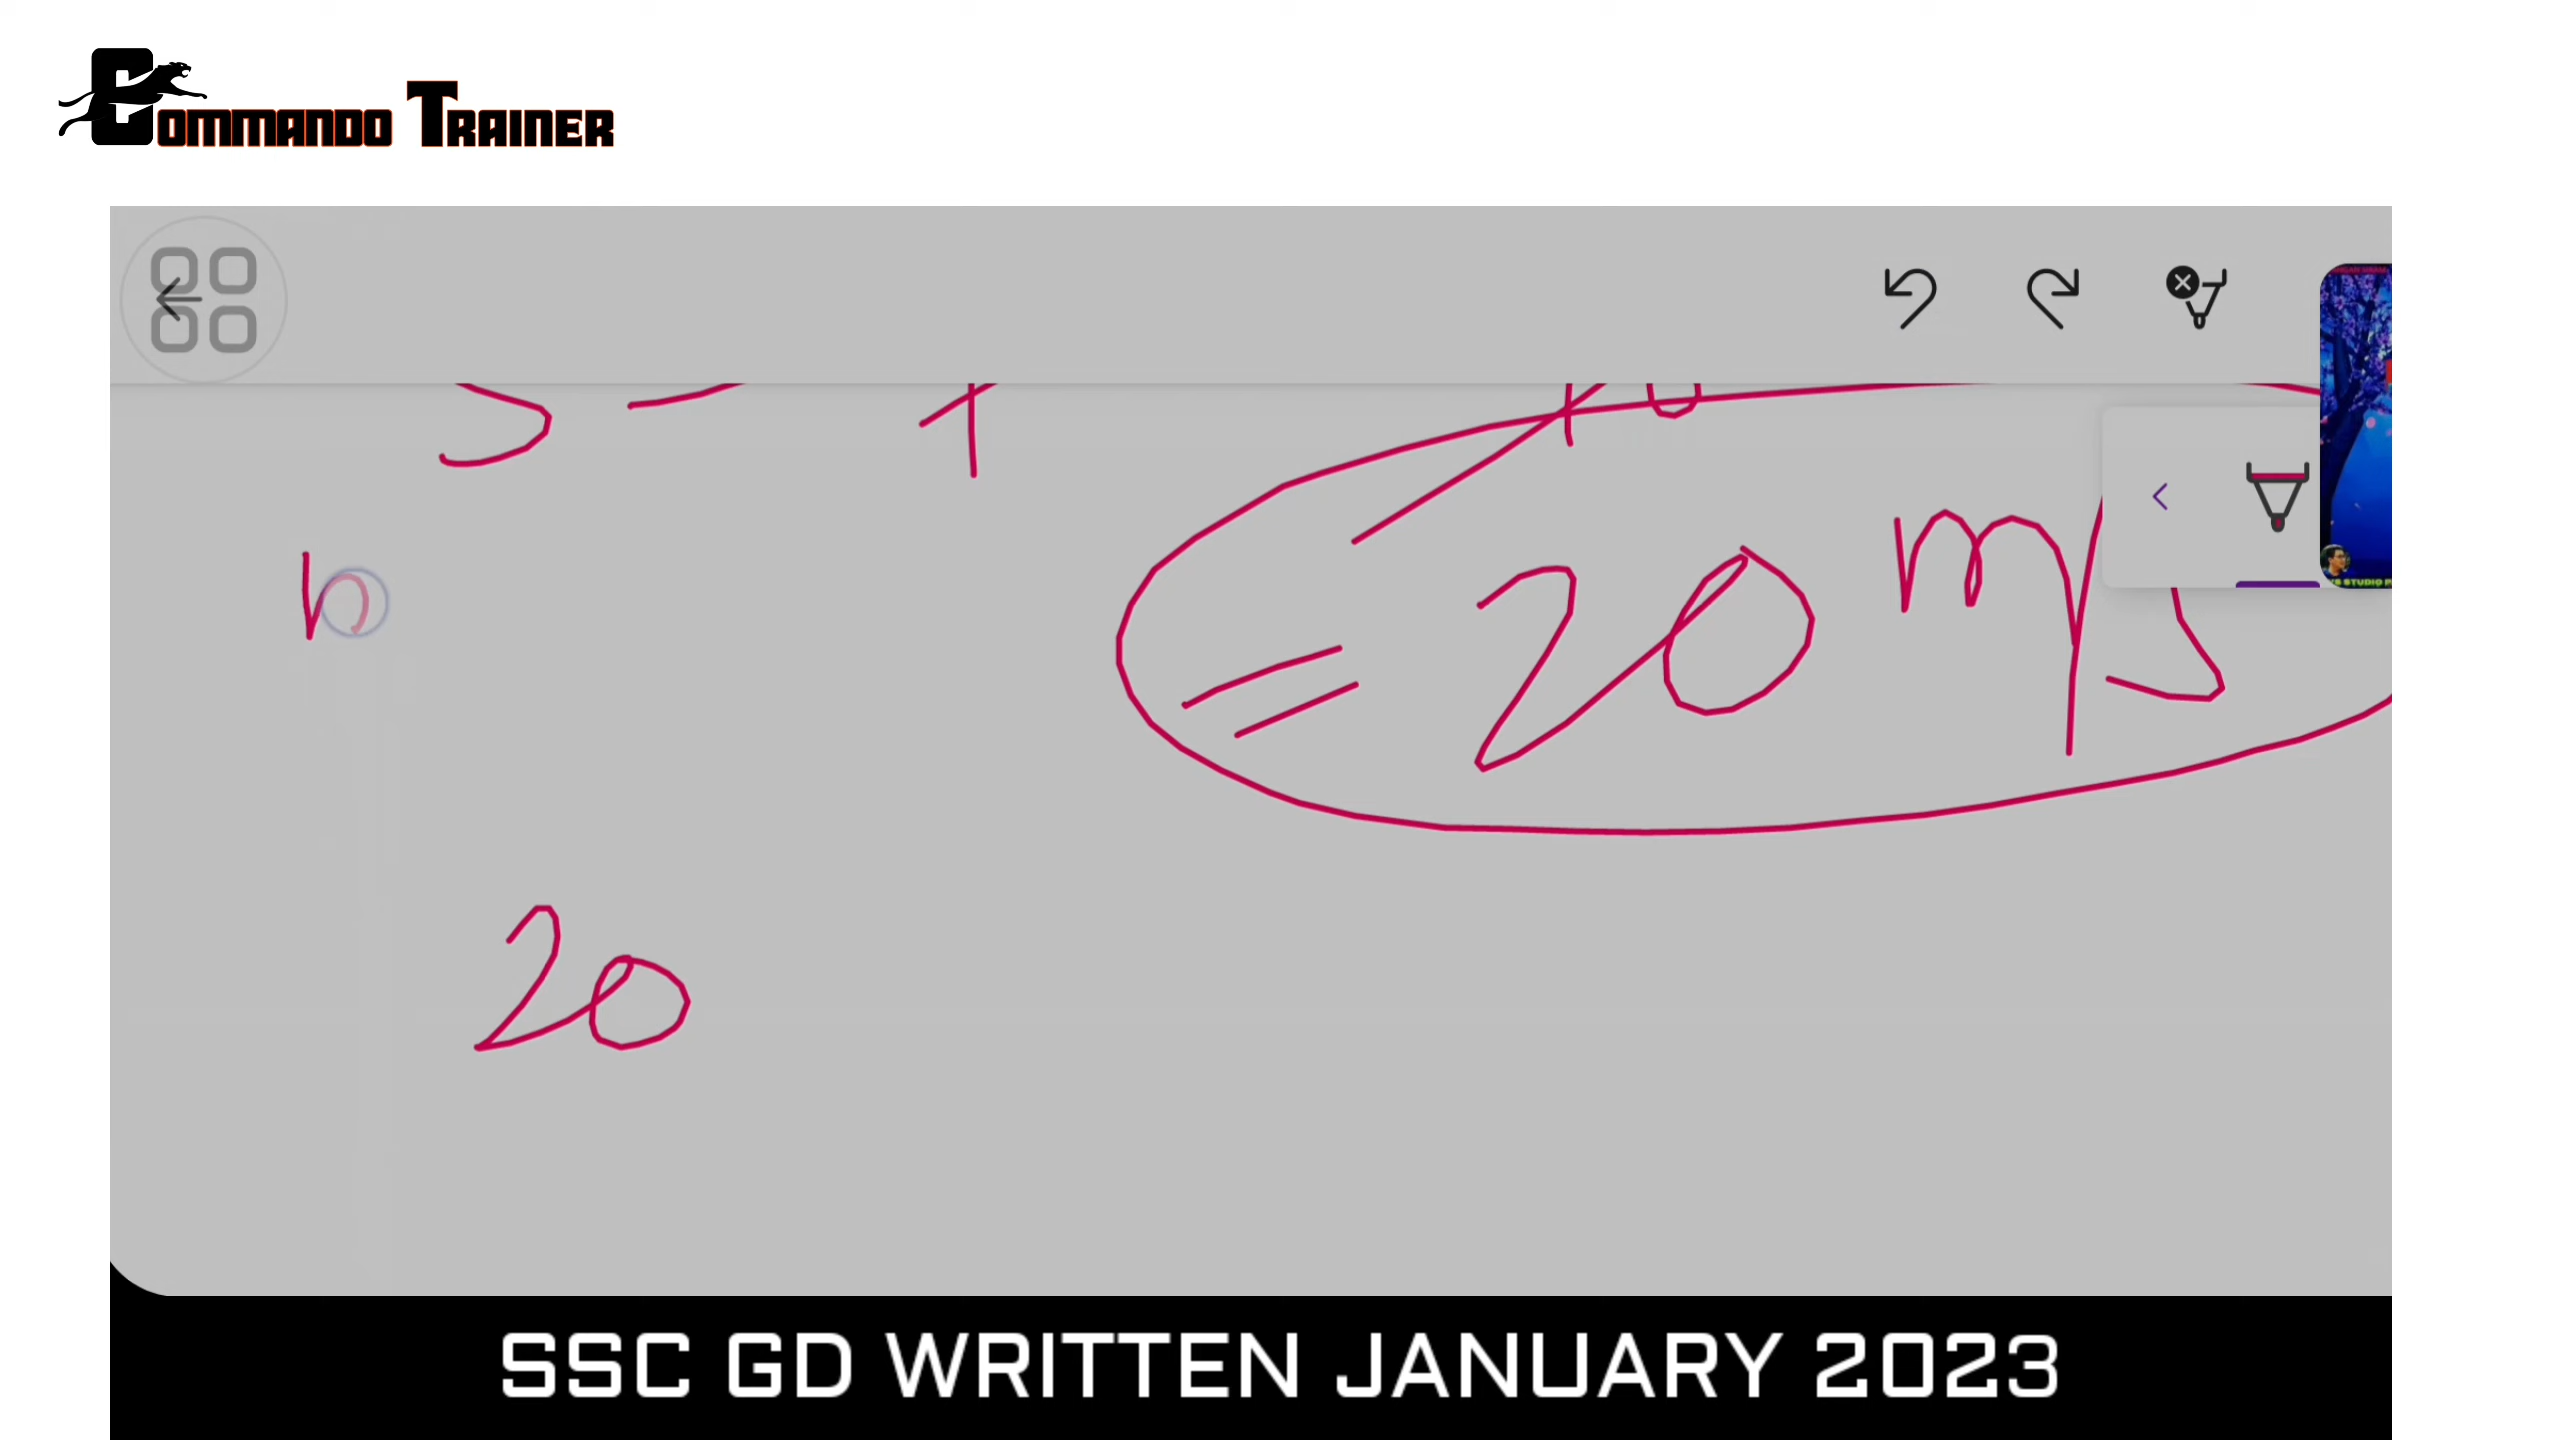 COMMANDO TRAINER
= 20 m/s
20
SSC GD WRITTEN JANUARY 2023